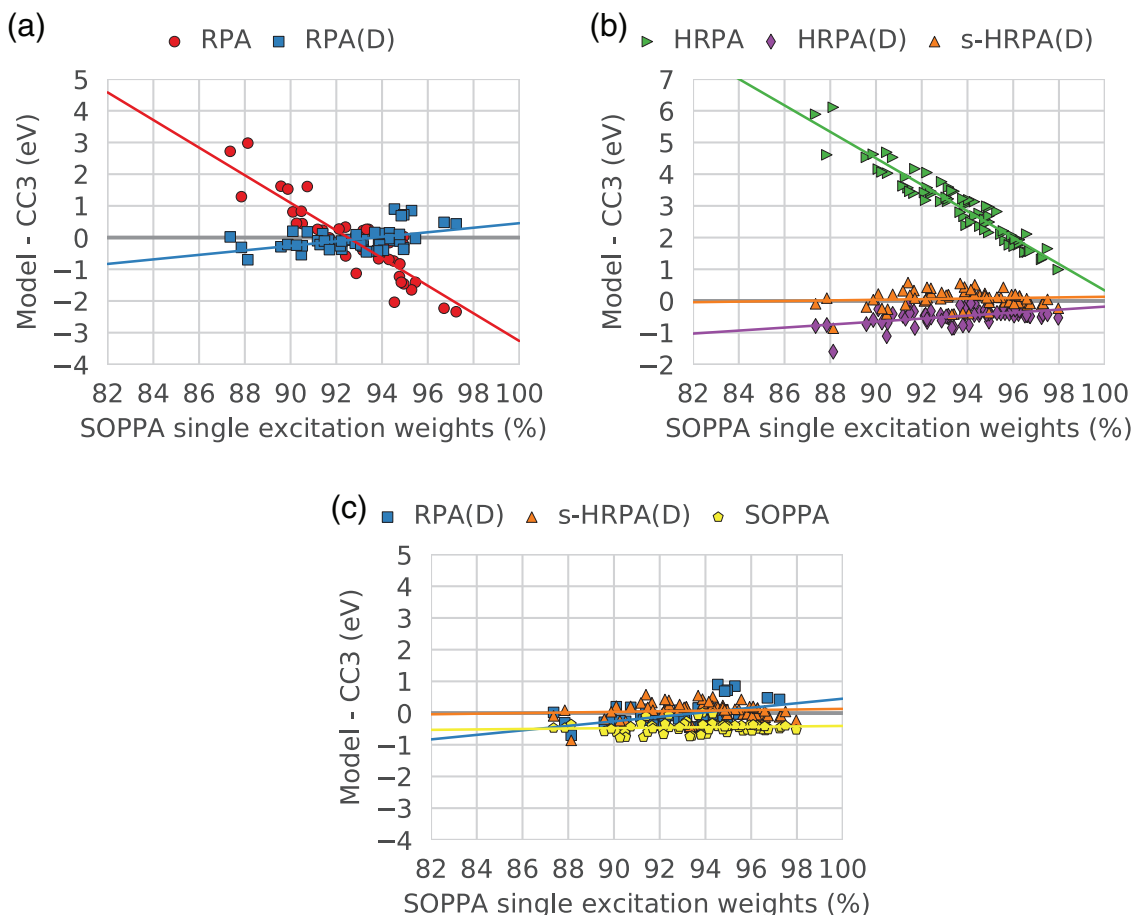 (a)
RPA RPA(D)
5
4
3
2
1
0
−1
−2
−3
−4
Model - CC3 (eV)
82 84 86 88 90 92 94 96 98 100
SOPPA single excitation weights (%)
(b)
HRPA HRPA(D) s-HRPA(D)
7
6
5
4
3
2
1
0
−1
−2
Model - CC3 (eV)
82 84 86 88 90 92 94 96 98 100
SOPPA single excitation weights (%)
(c)
RPA(D) s-HRPA(D) SOPPA
5
4
3
2
1
0
−1
−2
−3
−4
Model - CC3 (eV)
82 84 86 88 90 92 94 96 98 100
SOPPA single excitation weights (%)